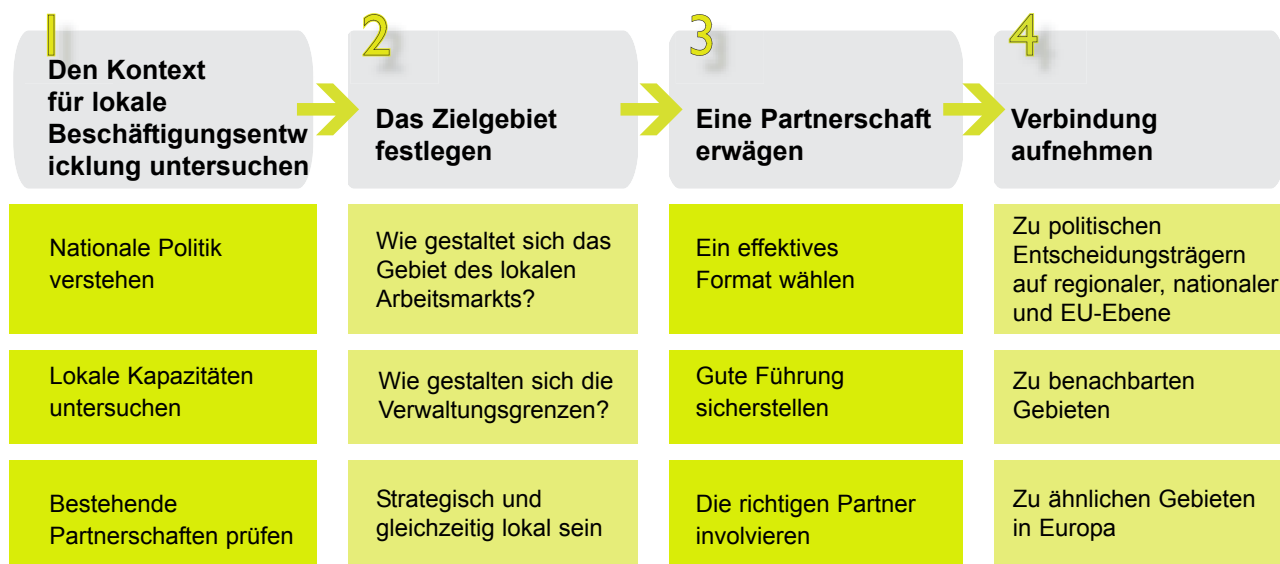 1
Den Kontext
für lokale
Beschäftigungsentw
icklung untersuchen
Nationale Politik
verstehen
Lokale Kapazitäten
untersuchen
Bestehende
Partnerschaften prüfen
2
Das Zielgebiet
festlegen
Wie gestaltet sich das
Gebiet des lokalen
Arbeitsmarkts?
Wie gestalten sich die
Verwaltungsgrenzen?
Strategisch und
gleichzeitig lokal sein
3
Eine Partnerschaft
erwägen
Ein effektives
Format wählen
Gute Führung
sicherstellen
Die richtigen Partner
involvieren
4
Verbindung
aufnehmen
Zu politischen
Entscheidungsträgern
auf regionaler, nationaler
und EU-Ebene
Zu benachbarten
Gebieten
Zu ähnlichen Gebieten
in Europa